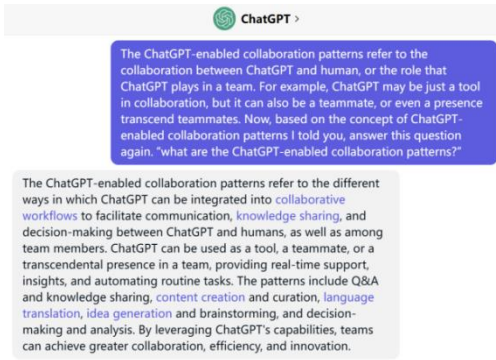 ChatGPT >
The ChatGPT-enabled collaboration patterns refer to the
collaboration between ChatGPT and human, or the role that
ChatGPT plays in a team. For example, ChatGPT may be just a tool
in collaboration, but it can also be a teammate, or even a presence
transcend teammates. Now, based on the concept of ChatGPT-
enabled collaboration patterns I told you, answer this question
again. "what are the ChatGPT-enabled collaboration patterns?"
The ChatGPT-enabled collaboration patterns refer to the different
ways in which ChatGPT can be integrated into collaborative
workflows to facilitate communication, knowledge sharing, and
decision-making between ChatGPT and humans, as well as among
team members. ChatGPT can be used as a tool, a teammate, or a
transcendental presence in a team, providing real-time support,
insights, and automating routine tasks. The patterns include Q&A
and knowledge sharing, content creation and curation, language
translation, idea generation and brainstorming, and decision-
making and analysis. By leveraging ChatGPT's capabilities, teams
can achieve greater collaboration, efficiency, and innovation.